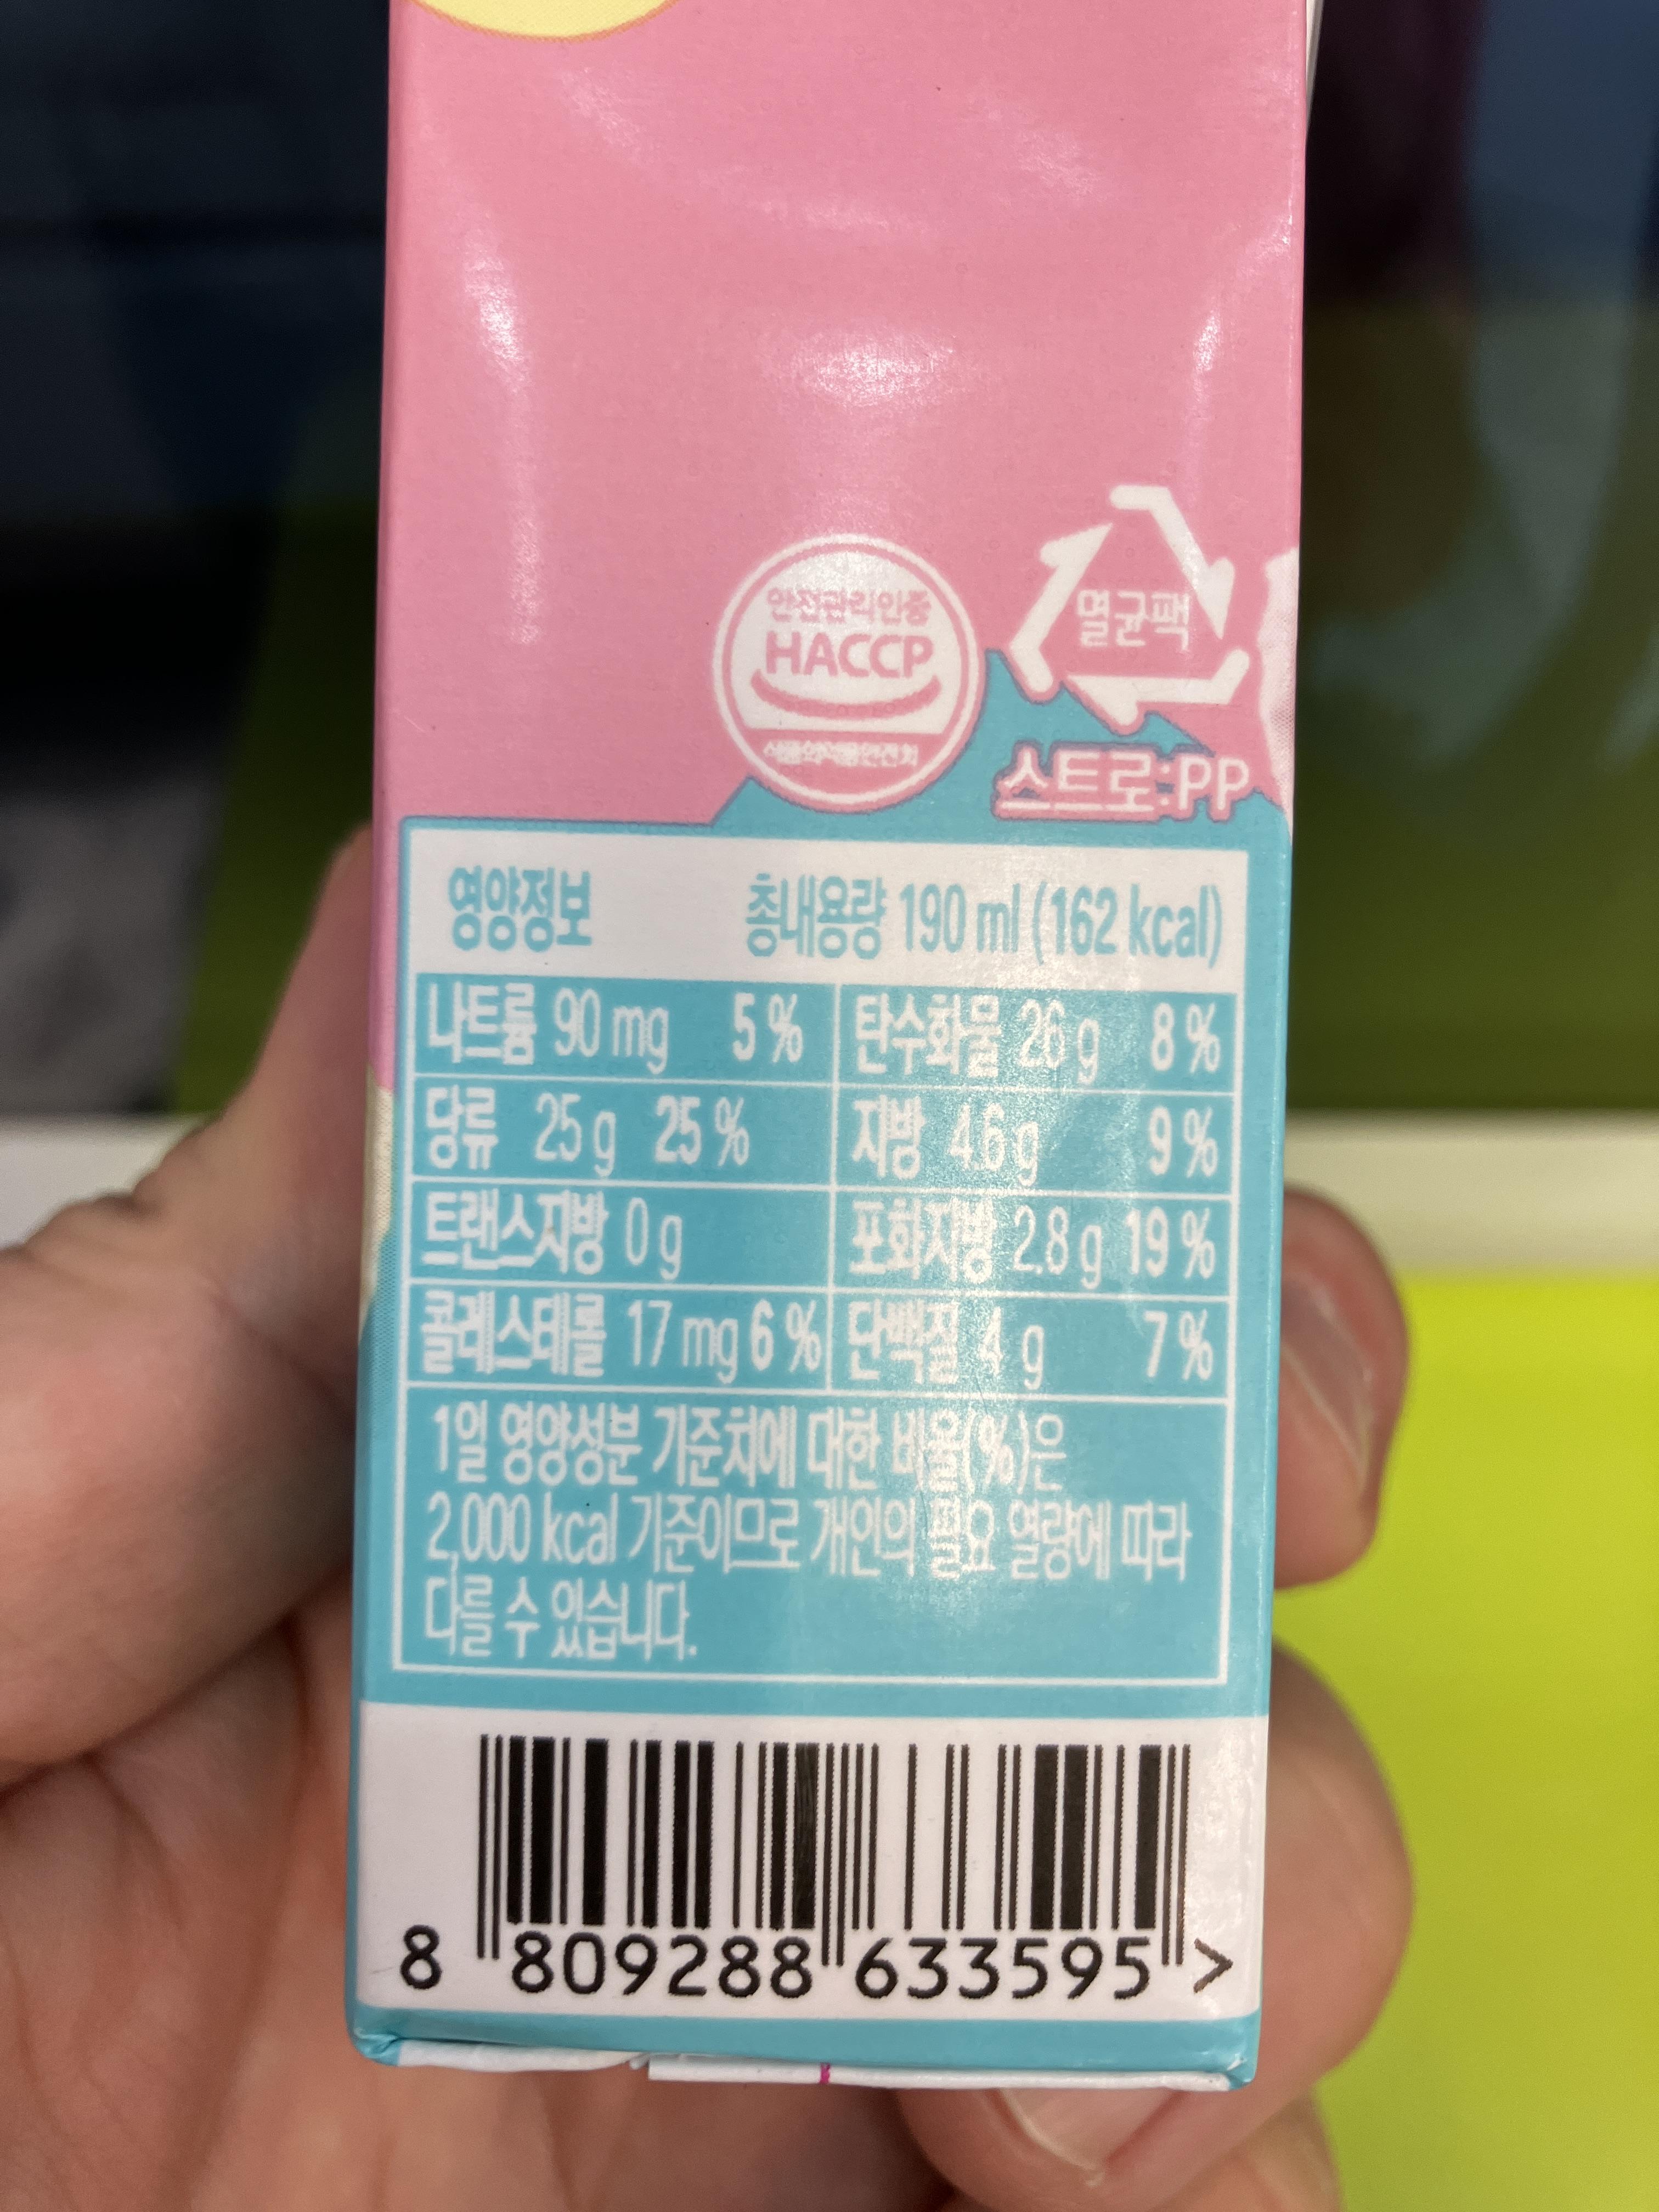 안전관리인증
HACCP
식품의약품안전처
멸균팩
스트로:PP
영양정보 총내용량 190 ml (162 kcal)
나트륨 90 mg 5 % 탄수화물 26 g 8 %
당류 25 g 25 % 지방 4.6 g 9 %
트랜스지방 0 g 포화지방 2.8 g 19 %
콜레스테롤 17 mg 6 % 단백질 4 g 7 %
1일 영양성분 기준치에 대한 비율(%)은
2,000 kcal 기준이므로 개인의 필요 열량에 따라
다를 수 있습니다.
8 809288 633595 >